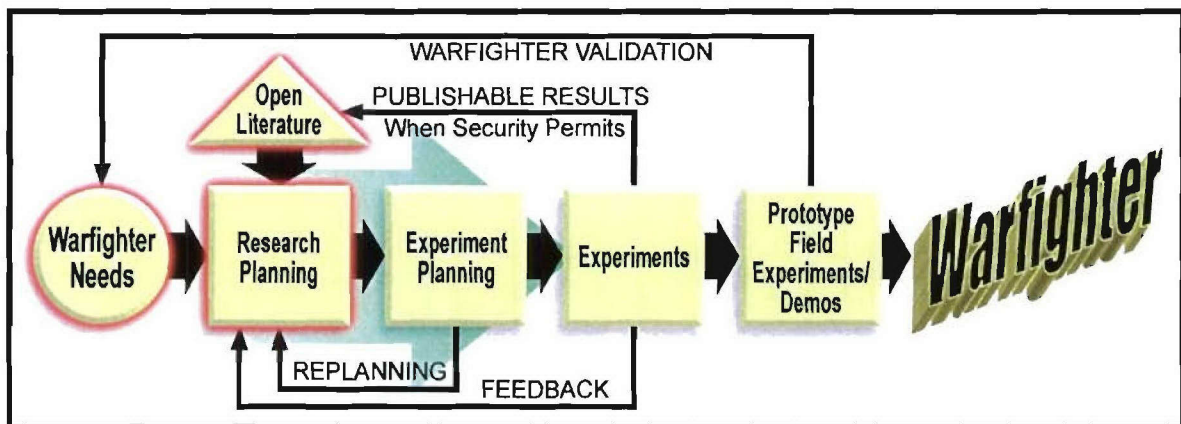 WARFIGHTER VALIDATION
Open
Literature
PUBLISHABLE RESULTS
When Security Permits
Warfighter
Needs
Research
Planning
Experiment
Planning
Experiments
Prototype
Field
Experiments/
Demos
Warfighter
REPLANNING
FEEDBACK